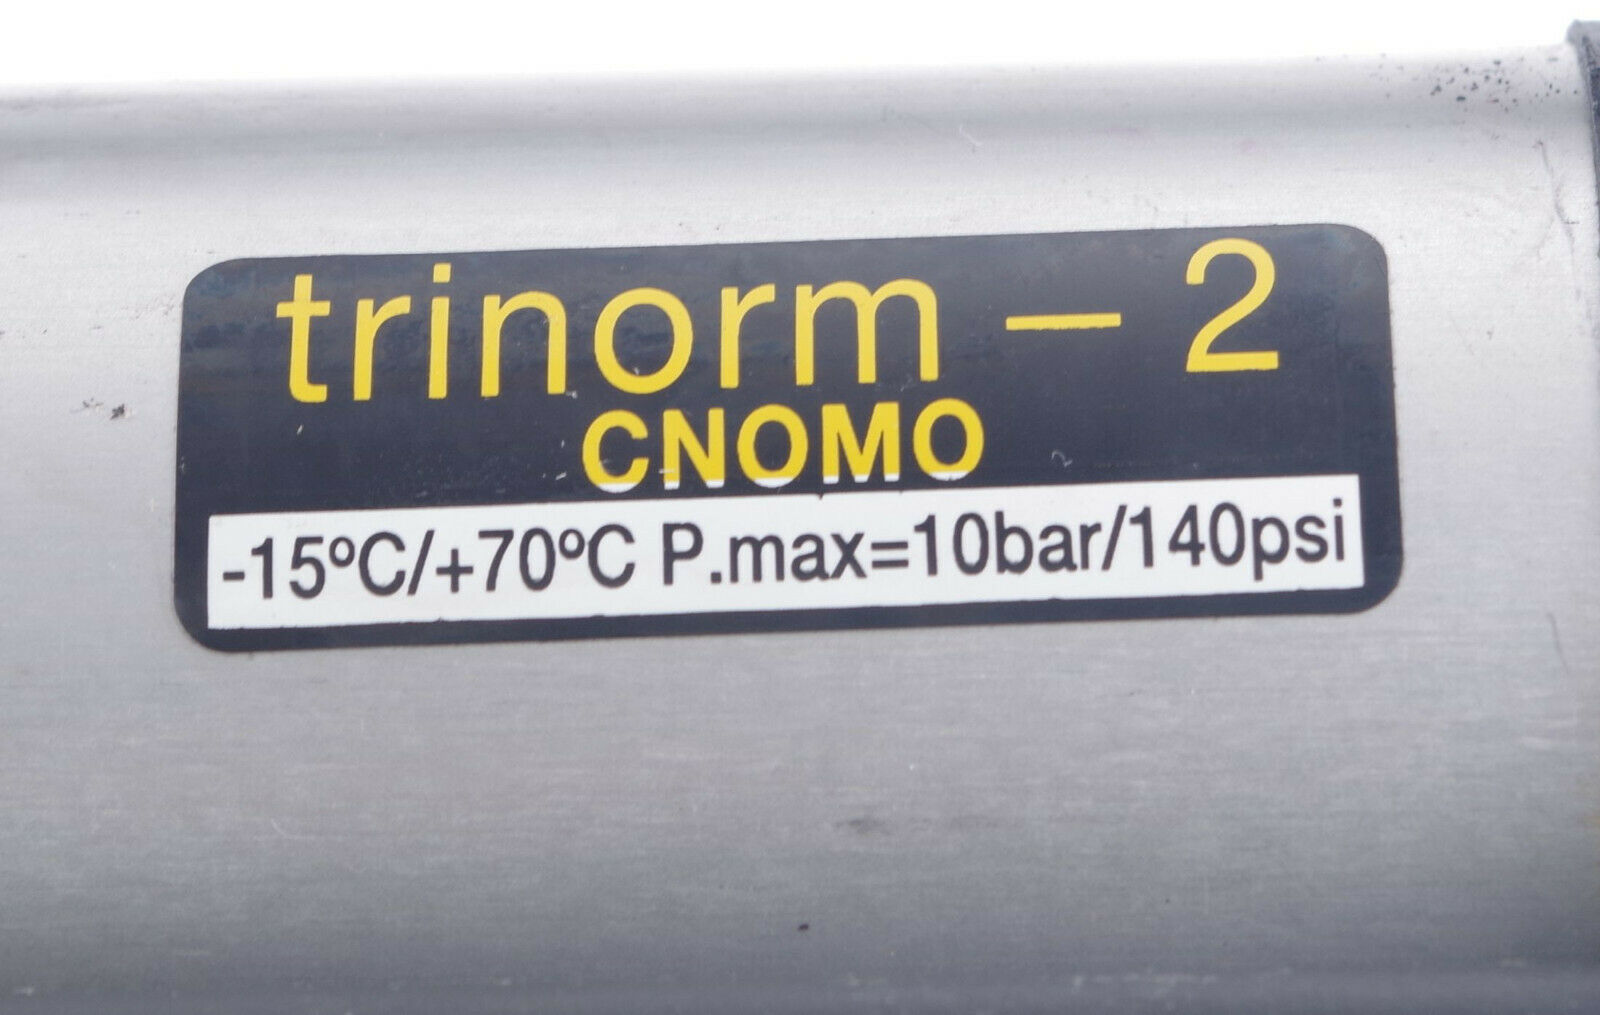 trinorm – 2
CNOMO
-15ºC/+70ºC P.max=10bar/140psi